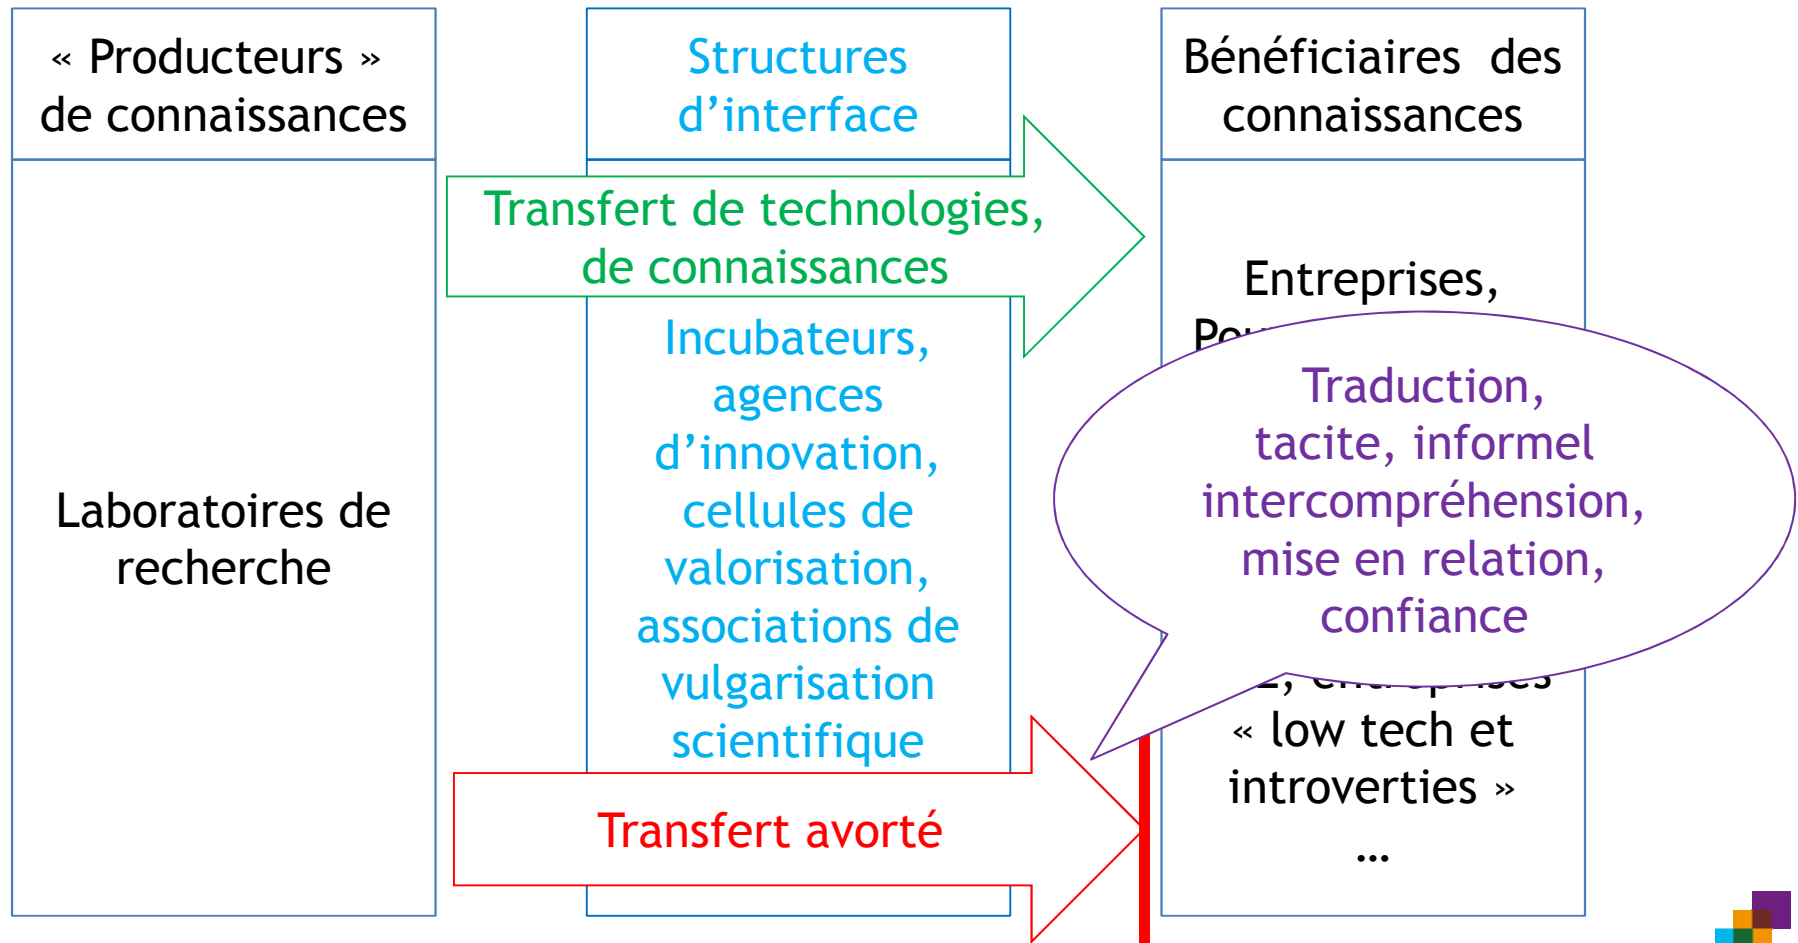 « Producteurs »
de connaissances
Laboratoires de
recherche
Structures
d’interface
Transfert de technologies,
de connaissances
Incubateurs,
agences
d’innovation,
cellules de
valorisation,
associations de
vulgarisation
scientifique
Transfert avorté
Bénéficiaires des
connaissances
Entreprises,
Traduction,
tacite, informel
intercompréhension,
mise en relation,
confiance
entreprises
« low tech et
introverties »
…